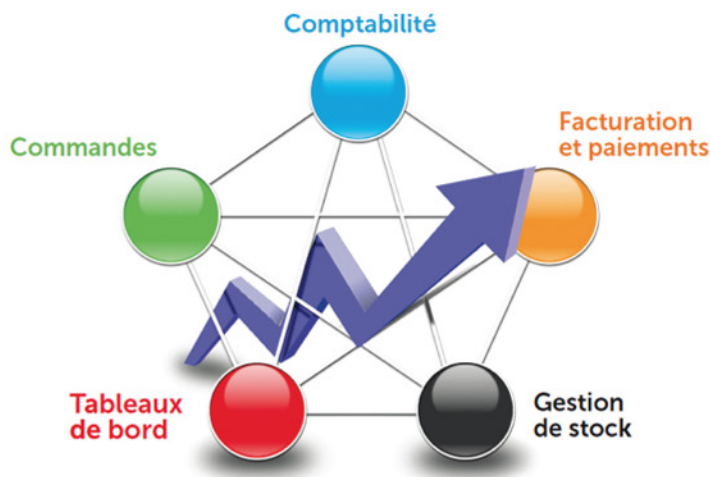 Comptabilité
Commandes
Facturation
et paiements
Tableaux
de bord
Gestion
de stock